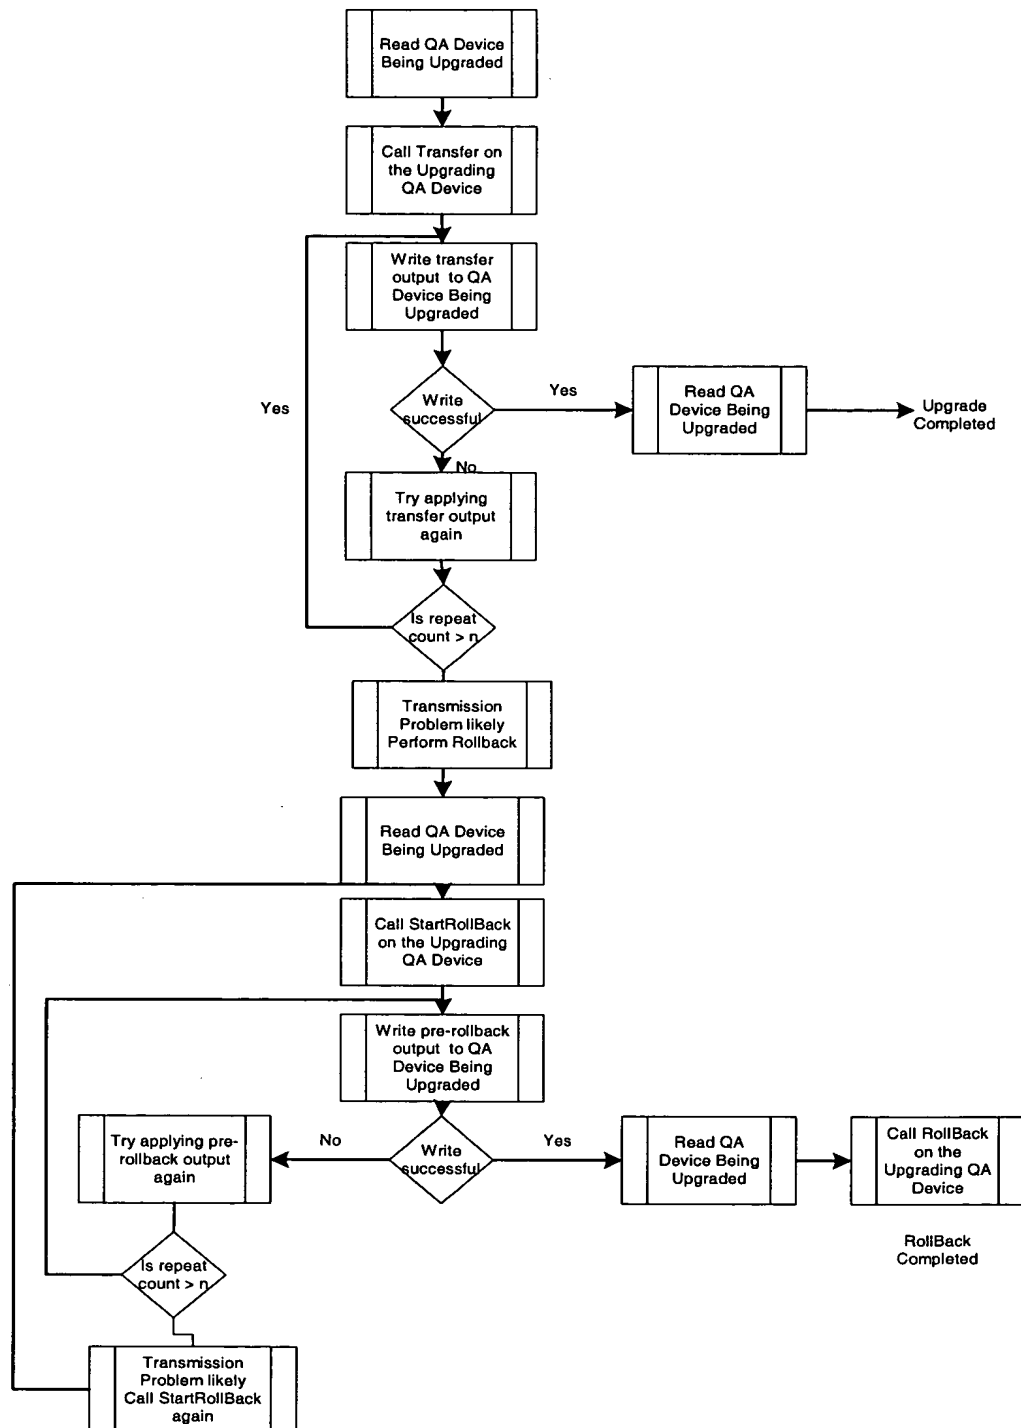 Read QA Device
Being Upgraded
Call Transfer on
the Upgrading
QA Device
Write transfer
output to QA
Device Being
Upgraded
Yes
Write
successful
Yes
Read QA
Device Being
Upgraded
Upgrade
Completed
No
Try applying
transfer output
again
Is repeat
count > n
Transmission
Problem likely
Perform Rollback
Read QA Device
Being Upgraded
Call StartRollBack
on the Upgrading
QA Device
Write pre-rollback
output to QA
Device Being
Upgraded
Try applying pre-
rollback output
again
No
Write
successful
Yes
Read QA
Device Being
Upgraded
Call RollBack
on the
Upgrading QA
Device
RollBack
Completed
Is repeat
count > n
Transmission
Problem likely
Call StartRollBack
again